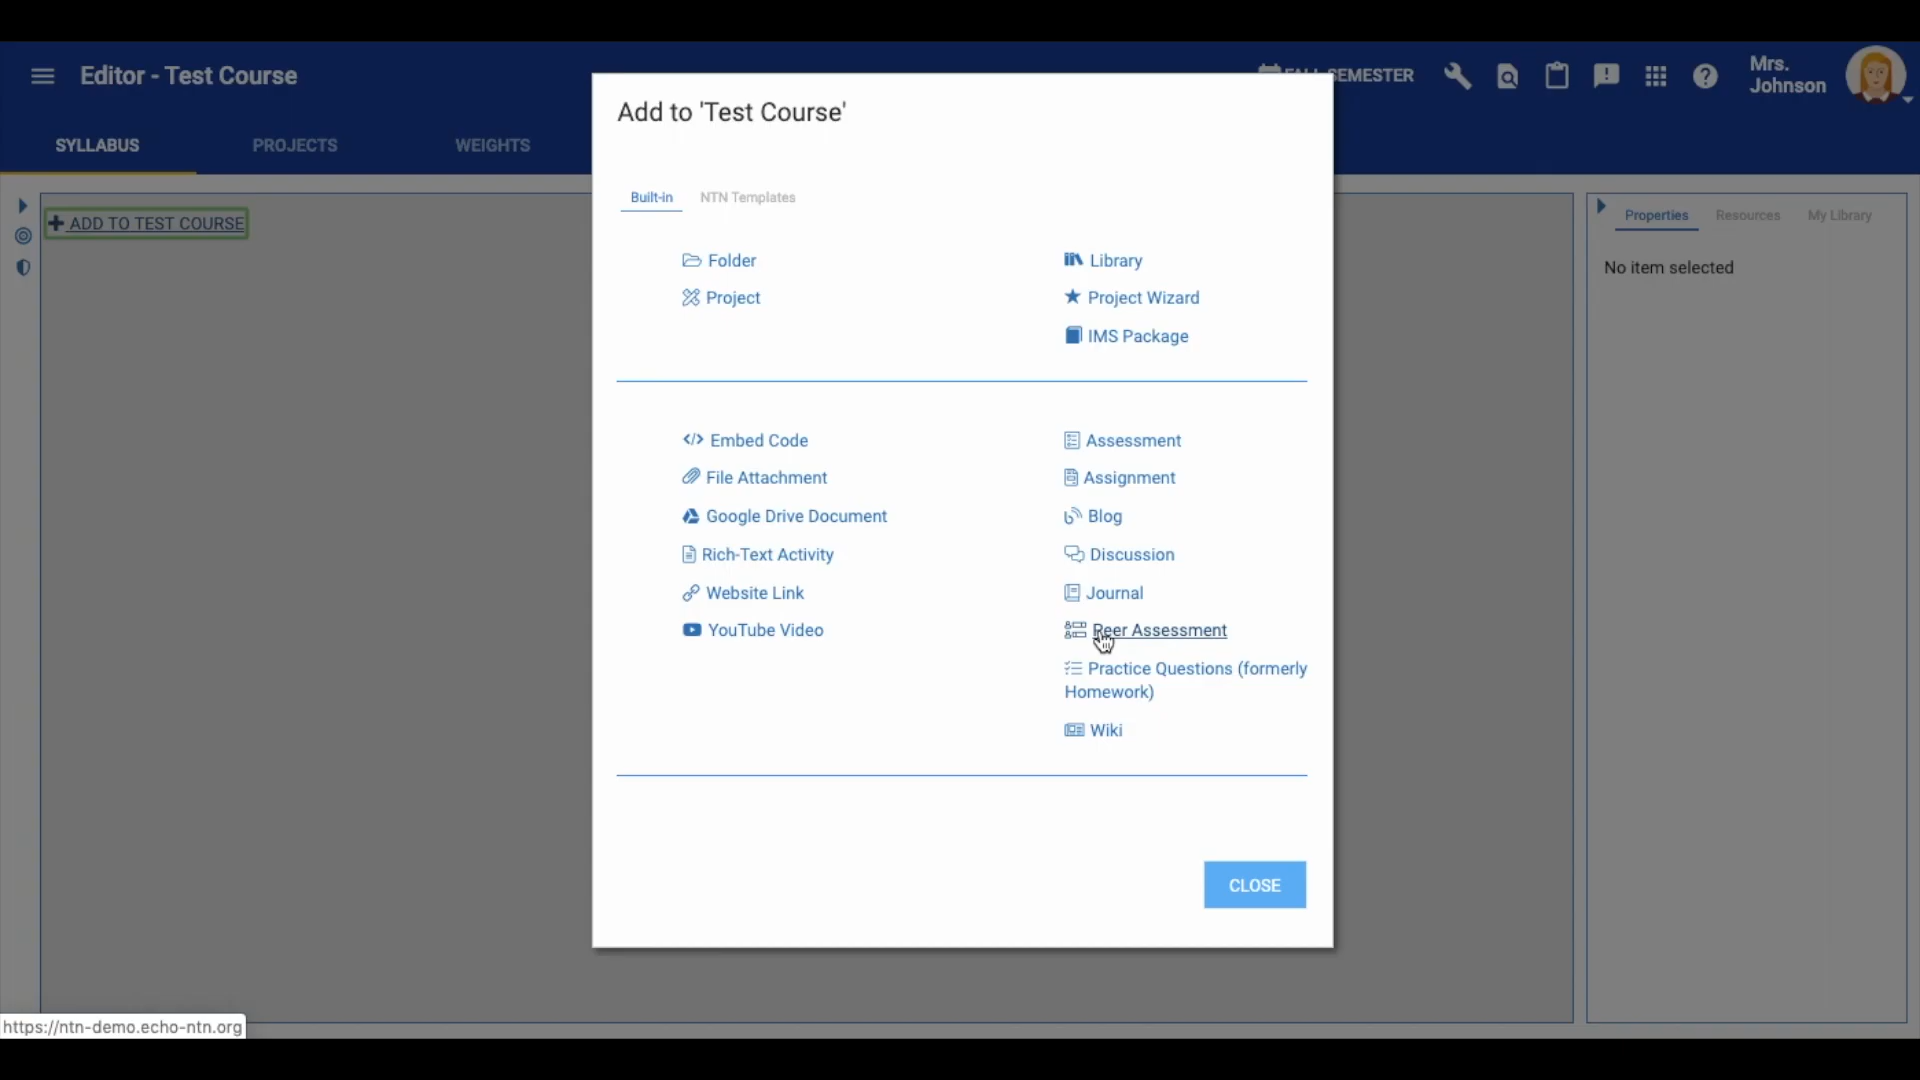 Editor - Test Course
SEMESTER
Mrs.
Johnson
SYLLABUS
PROJECTS
WEIGHTS
Add to 'Test Course'
Built-in
NTN Templates
ADD TO TEST COURSE
Folder
Project
Library
Project Wizard
IMS Package
Embed Code
File Attachment
Google Drive Document
Rich-Text Activity
Website Link
YouTube Video
Assessment
Assignment
Blog
Discussion
Journal
Peer Assessment
Practice Questions (formerly
Homework)
Wiki
CLOSE
Properties
Resources
My Library
No item selected
https://ntn-demo.echo-ntn.org